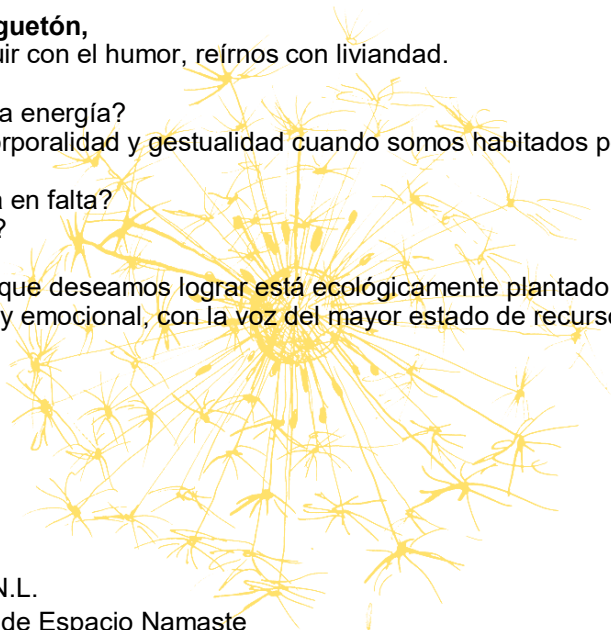 guetón,
uir con el humor, reírnos con liviandad.
a energía?
rporalidad y gestualidad cuando somos habitados p
a en falta?
?
que deseamos lograr está ecológicamente plantado
y emocional, con la voz del mayor estado de recurso
N.L.
de Espacio Namaste